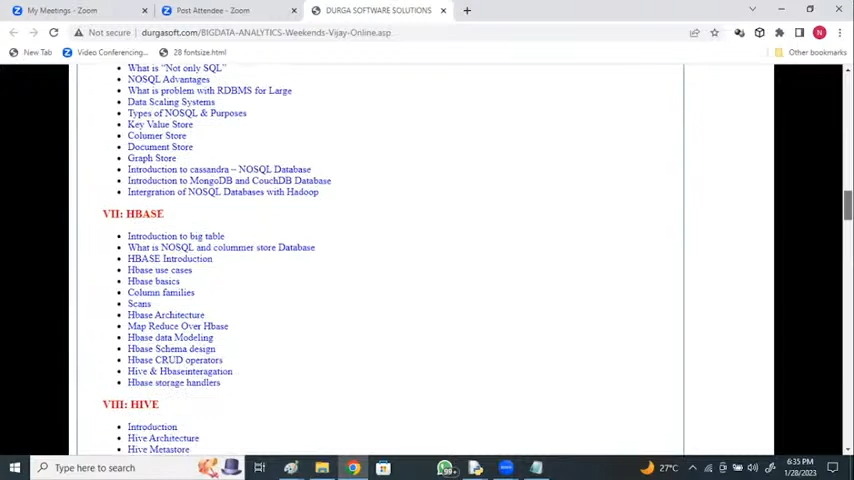 My Meetings - Zoom
Post Attendee - Zoom
DURGA SOFTWARE SOLUTIONS
Not secure
durgasoft.com/BIGDATA-ANALYTICS-Weekends-Vijay-Online.asp
N
New Tab
Video Conferencing...
28 fontsize.html
Other bookmarks
What is "Not only SQL"
NOSQL Advantages
What is problem with RDBMS for Large
Data Scaling Systems
Types of NOSQL & Purposes
Key Value Store
Columer Store
Document Store
Graph Store
Introduction to cassandra – NOSQL Database
Introduction to MongoDB and CouchDB Database
Intergration of NOSQL Databases with Hadoop
VII: HBASE
Introduction to big table
What is NOSQL and colummer store Database
HBASE Introduction
Hbase use cases
Hbase basics
Column families
Scans
Hbase Architecture
Map Reduce Over Hbase
Hbase data Modeling
Hbase Schema design
Hbase CRUD operators
Hive & Hbaseinteragation
Hbase storage handlers
VIII: HIVE
Introduction
Hive Architecture
Hive Metastore
Type here to search
99+
27°C
6:35 PM
1/28/2023